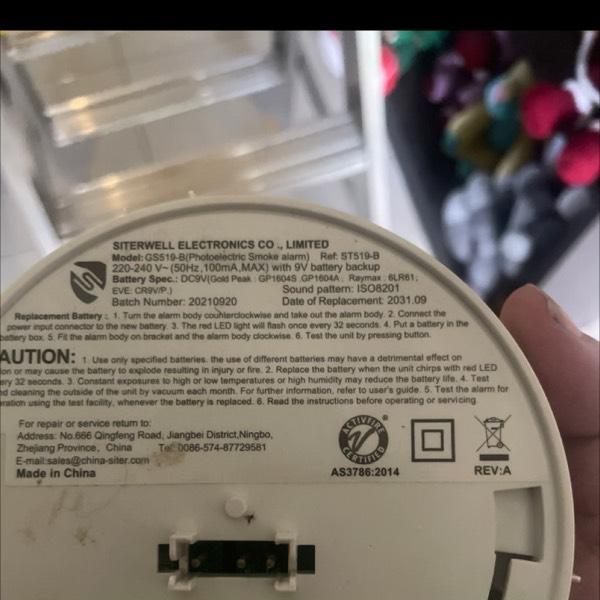 SITERWELL ELECTRONICS CO ., LIMITED
Model: GS519-B(Photoelectric Smoke alarm) Ref: ST519-B
220-240 V~ (50Hz,100mA,MAX) with 9V battery backup
Battery Spec.: DC9V(Gold Peak : GP1604S ,GP1604A , Raymax : 6LR61;
EVE: CR9V/P.) Sound pattern: ISO8201
Batch Number: 20210920 Date of Replacement: 2031.09
Replacement Battery : 1. Turn the alarm body counterclockwise and take out the alarm body. 2. Connect the
power input connector to the new battery. 3. The red LED light will flash once every 32 seconds. 4. Put a battery in the
battery box. 5. Fit the alarm body on bracket and the alarm body clockwise. 6. Test the unit by pressing button.
AUTION: 1. Use only specified batteries. the use of different batteries may have a detrimental effect on
on or may cause the battery to explode resulting in injury or fire. 2. Replace the battery when the unit chirps with red LED
ery 32 seconds. 3. Constant exposures to high or low temperatures or high humidity may reduce the battery life. 4. Test
nd cleaning the outside of the unit by vacuum each month. For further information, refer to user's guide. 5. Test the alarm for
eration using the test facility, whenever the battery is replaced. 6. Read the instructions before operating or servicing
For repair or service return to:
Address: No.666 Qingfeng Road, Jiangbei District,Ningbo,
Zhejiang Province, China Tel: 0086-574-87729581
E-mail:sales@china-siter.com
Made in China
ACTIVFIRE
CERTIFIED
AS3786:2014
REV:A